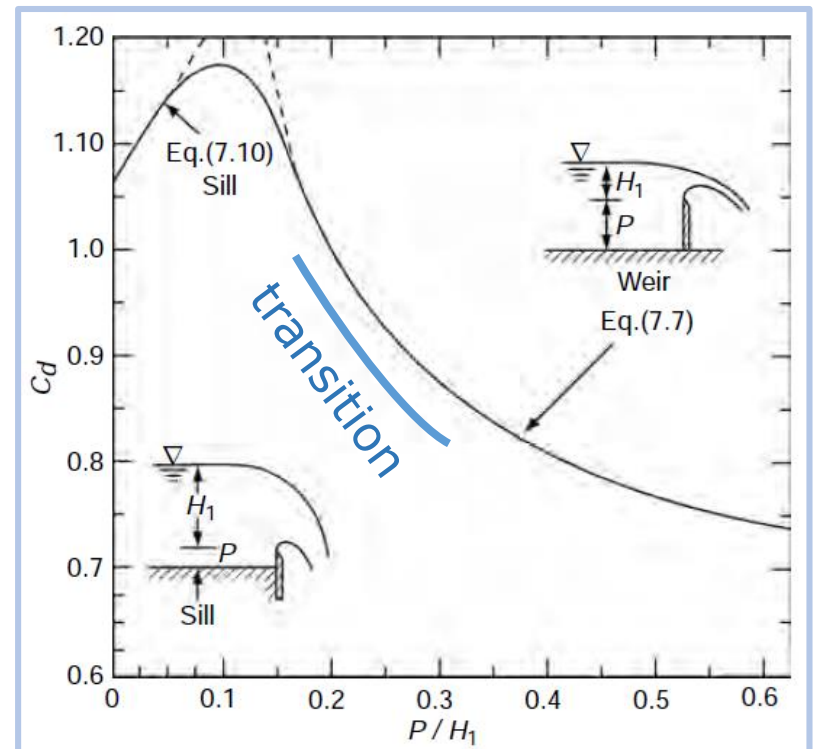 1.20
1.10
1.0
0.9
0.8
0.7
0.6
C_d
0
0.1
0.2
0.3
0.4
0.5
0.6
P / H₁
Eq.(7.10)
Sill
H₁
P
Weir
Eq.(7.7)
transition
H₁
P
Sill